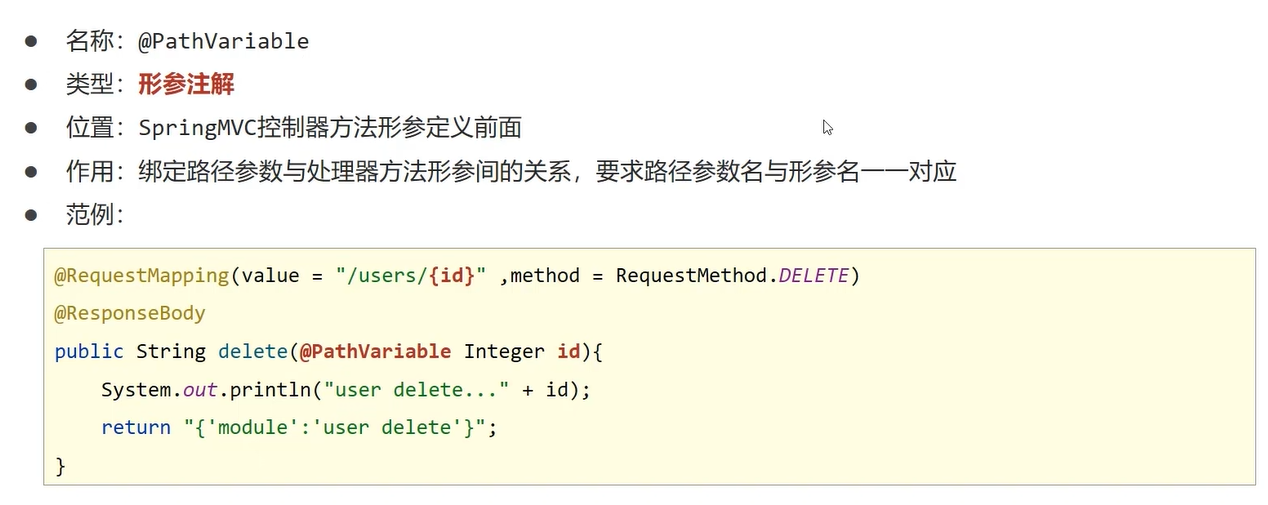 ● 名称：@PathVariable
● 类型：形参注解
● 位置：SpringMVC控制器方法形参定义前面
● 作用：绑定路径参数与处理器方法形参间的关系，要求路径参数名与形参名一一对应
● 范例：
@RequestMapping(value = "/users/{id}" ,method = RequestMethod.DELETE)
@ResponseBody
public String delete(@PathVariable Integer id){
    System.out.println("user delete..." + id);
    return "{'module':'user delete'}";
}